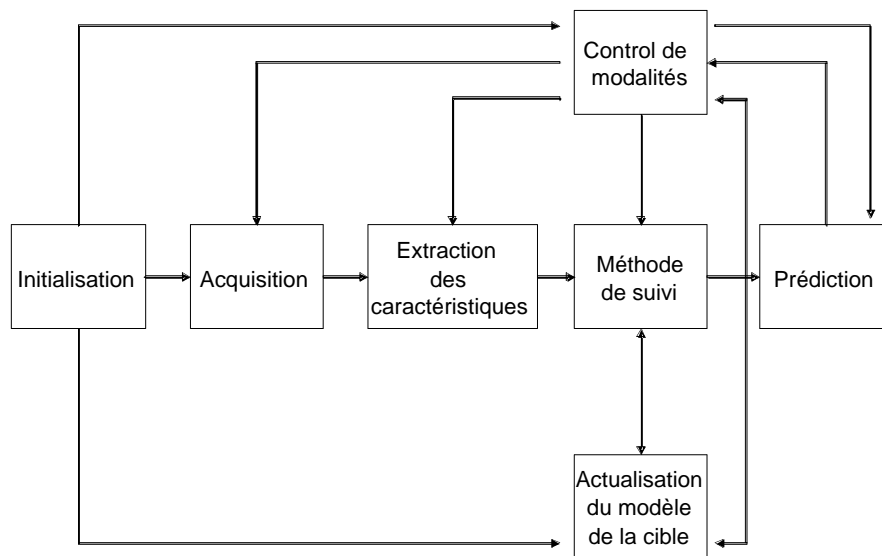 Control de
modalités
Initialisation
Acquisition
Extraction
des
caractéristiques
Méthode
de suivi
Prédiction
Actualisation
du modèle
de la cible